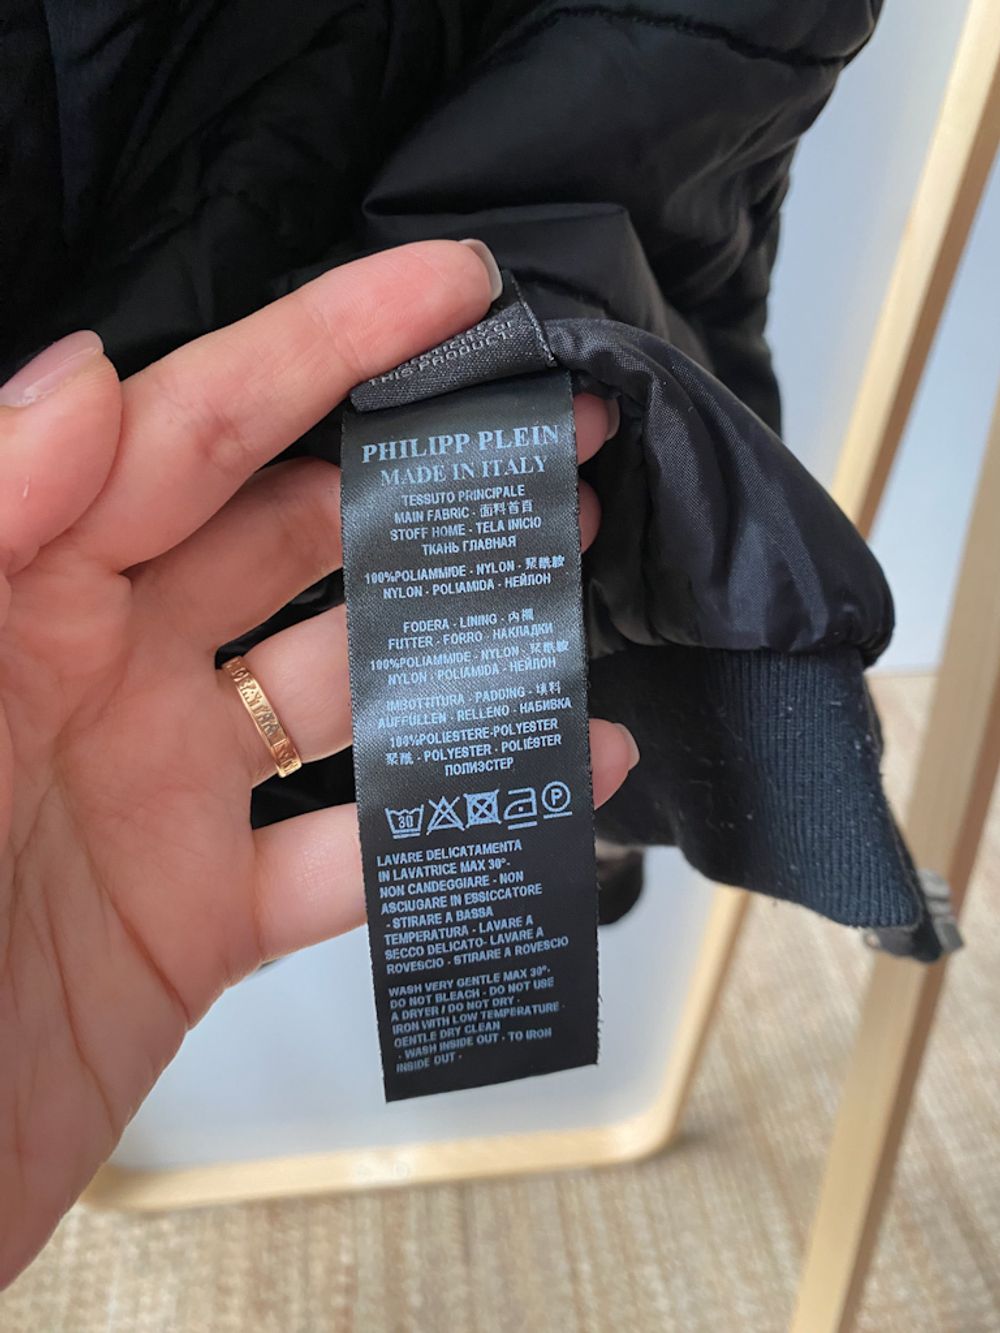 THIS PRODUCT.
PHILIPP PLEIN
MADE IN ITALY
TESSUTO PRINCIPALE
MAIN FABRIC - 面料首頁
STOFF HOME - TELA INICIO
ТКАНЬ ГЛАВНАЯ
100%POLIAMMIDE - NYLON - 聚酰胺
NYLON - POLIAMIDA - НЕЙЛОН
FODERA - LINING - 内襯
FUTTER - FORRO - НАКЛАДКИ
100%POLIAMMIDE - NYLON - 聚酰胺
NYLON - POLIAMIDA - НЕЙЛОН
IMBOTTITURA - PADDING - 填料
AUFFÜLLEN - RELLENO - НАБИВКА
100%POLIESTERE-POLYESTER
聚酰 - POLYESTER - POLIÉSTER
ПОЛИЭСТЕР
30 P
LAVARE DELICATAMENTA
IN LAVATRICE MAX 30°-
NON CANDEGGIARE - NON
ASCIUGARE IN ESSICCATORE
- STIRARE A BASSA
TEMPERATURA - LAVARE A
SECCO DELICATO- LAVARE A
ROVESCIO - STIRARE A ROVESCIO
WASH VERY GENTLE MAX 30°-
DO NOT BLEACH - DO NOT USE
A DRYER / DO NOT DRY -
IRON WITH LOW TEMPERATURE -
GENTLE DRY CLEAN
- WASH INSIDE OUT - TO IRON
INSIDE OUT -